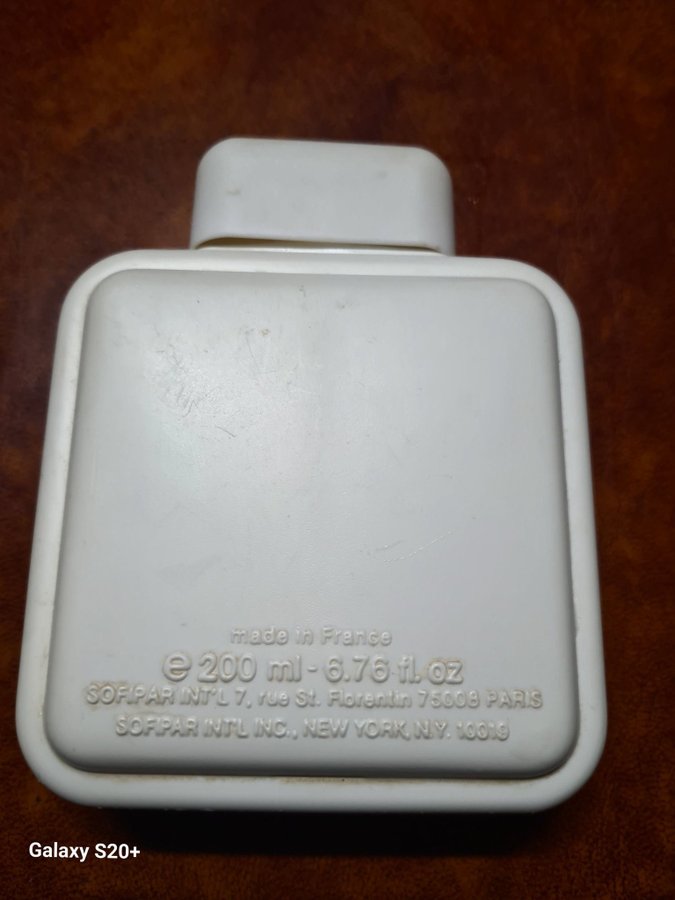 made in France
e 200 ml - 6.76 fl. oz
SOFIPAR INT'L 7, rue St. Florentin 75008 PARIS
SOFIPAR INT'L INC., NEW YORK, N.Y. 10019
Galaxy S20+